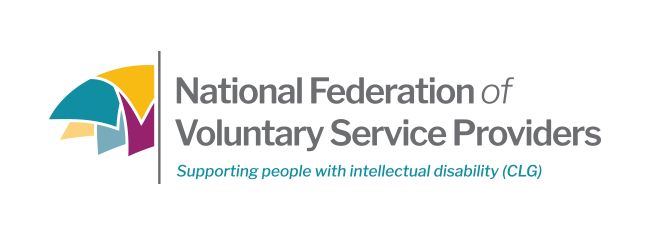 National Federation of
Voluntary Service Providers
Supporting people with intellectual disability (CLG)